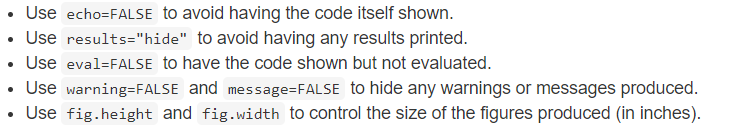 • Use echo=FALSE to avoid having the code itself shown.
• Use results="hide" to avoid having any results printed.
• Use eval=FALSE to have the code shown but not evaluated.
• Use warning=FALSE and message=FALSE to hide any warnings or messages produced.
• Use fig.height and fig.width to control the size of the figures produced (in inches).